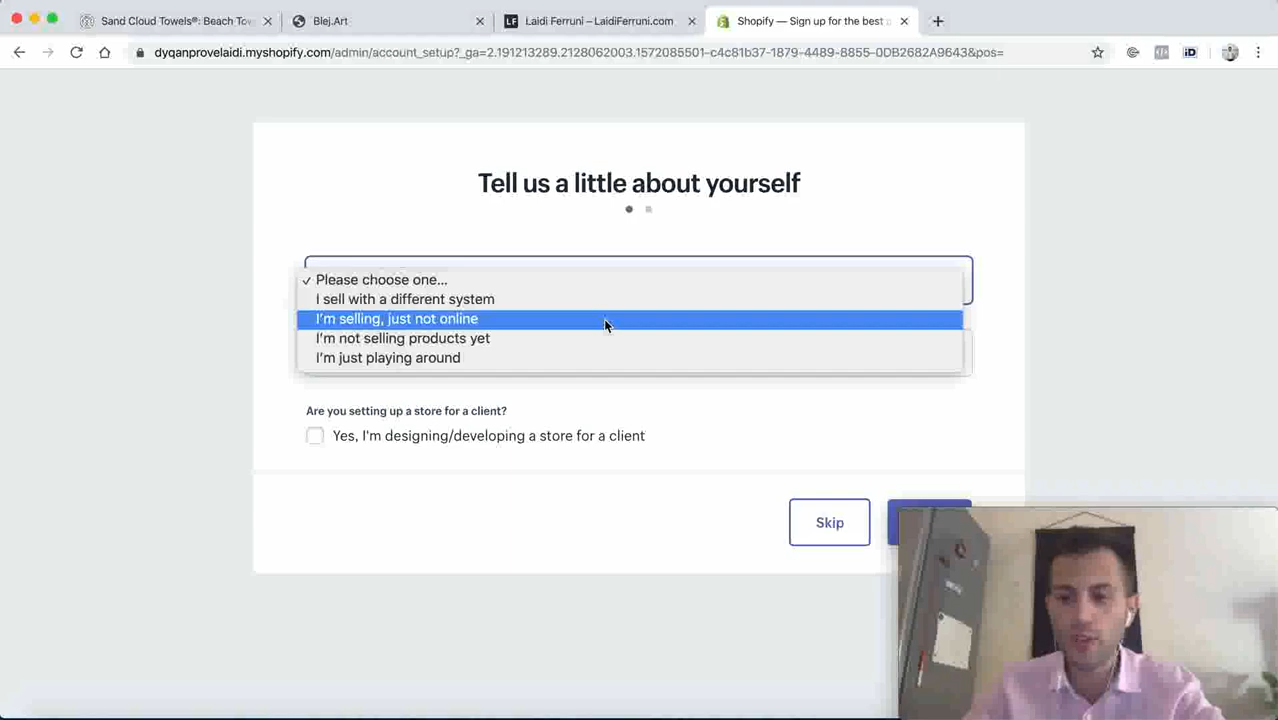 Sand Cloud Towels®: Beach Tow
Blej.Art
LF Laidi Ferruni – LaidiFerruni.com
Shopify — Sign up for the best
dyqanprovelaidi.myshopify.com/admin/account_setup?_ga=2.191213289.2128062003.1572085501-c4c81b37-1879-4489-8855-0DB2682A9643&pos=
iD
Tell us a little about yourself
✓ Please choose one...
I sell with a different system
I'm selling, just not online
I'm not selling products yet
I'm just playing around
Are you setting up a store for a client?
Yes, I'm designing/developing a store for a client
Skip